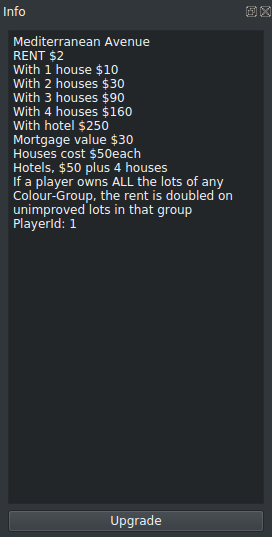 Info
Mediterranean Avenue
RENT $2
With 1 house $10
With 2 houses $30
With 3 houses $90
With 4 houses $160
With hotel $250
Mortgage value $30
Houses cost $50each
Hotels, $50 plus 4 houses
If a player owns ALL the lots of any
Colour-Group, the rent is doubled on
unimproved lots in that group
PlayerId: 1
Upgrade